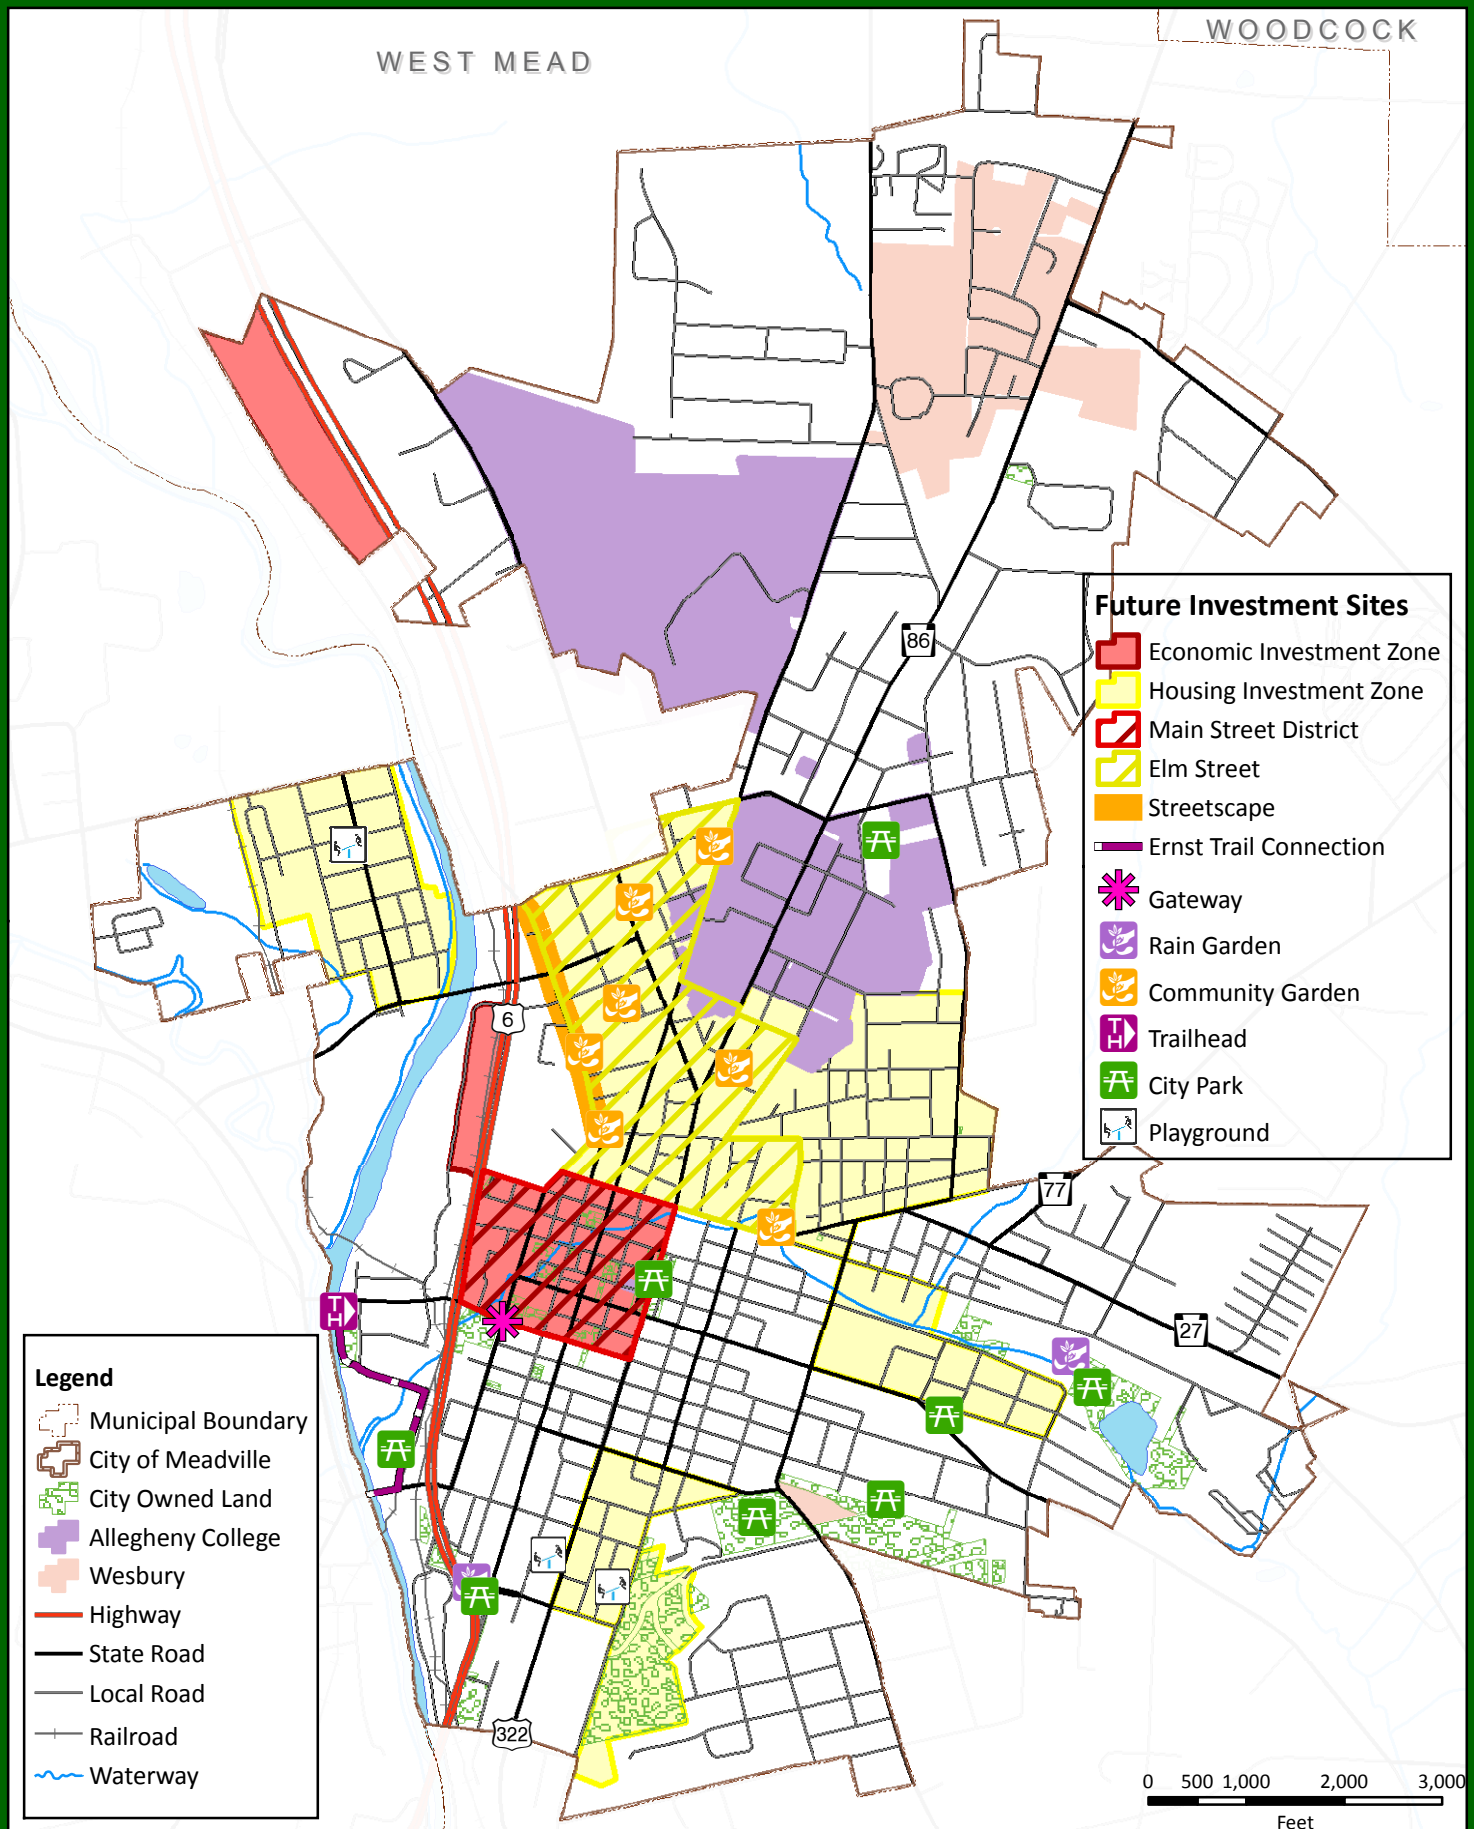 WEST MEAD
WOODCOCK
Future Investment Sites
Economic Investment Zone
Housing Investment Zone
Main Street District
Elm Street
Streetscape
Ernst Trail Connection
Gateway
Rain Garden
Community Garden
TH
Trailhead
City Park
Playground
86
6
77
27
TH
322
Legend
Municipal Boundary
City of Meadville
City Owned Land
Allegheny College
Wesbury
Highway
State Road
Local Road
Railroad
Waterway
0 500 1,000 2,000 3,000
Feet